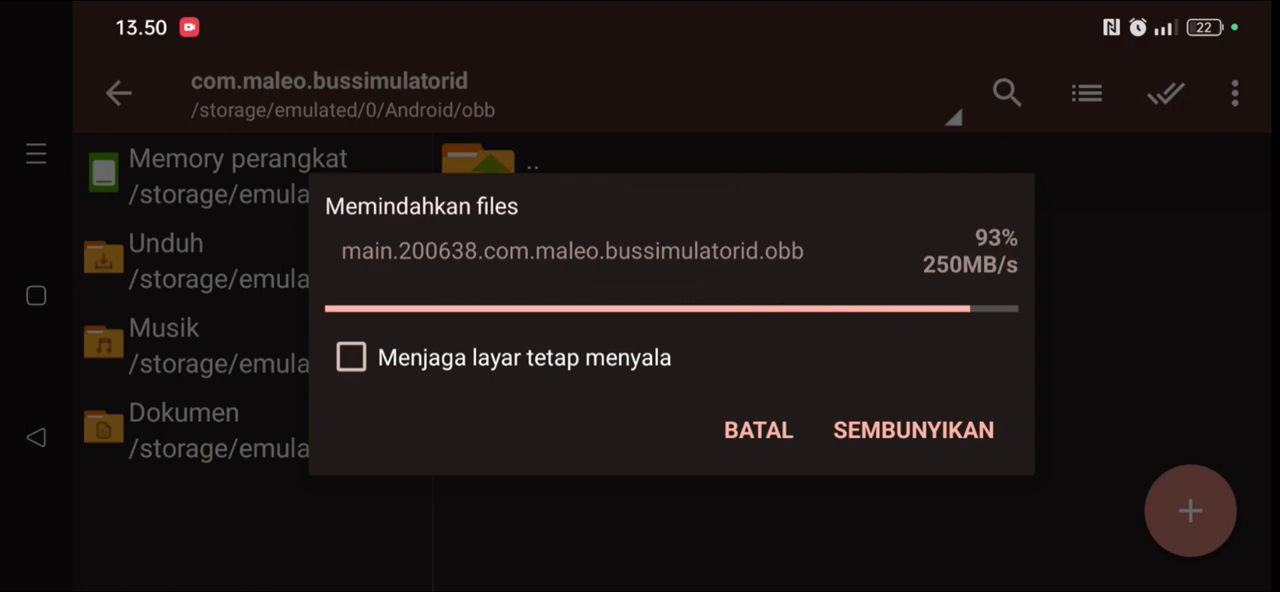 13.50
22
com.maleo.bussimulatorid
/storage/emulated/0/Android/obb
Memory perangkat
/storage/emula
Unduh
/storage/emula
Musik
/storage/emula
Dokumen
/storage/emula
..
Memindahkan files
main.200638.com.maleo.bussimulatorid.obb
93%
250MB/s
Menjaga layar tetap menyala
BATAL
SEMBUNYIKAN